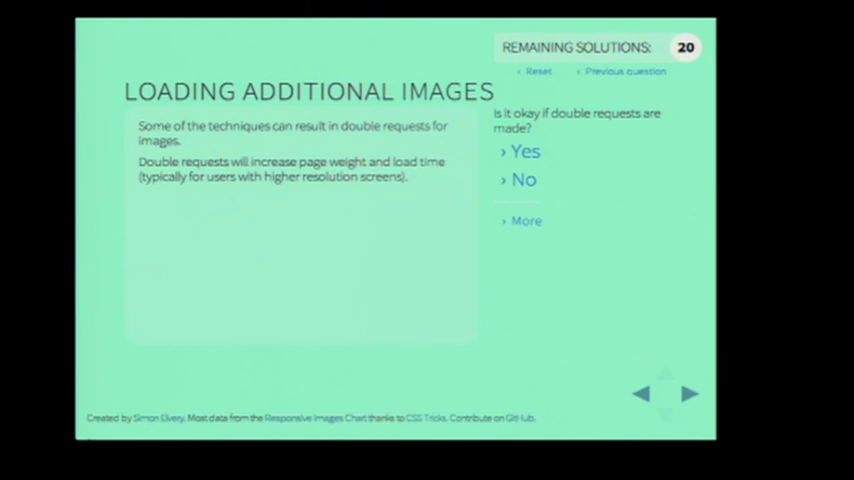 REMAINING SOLUTIONS: 20
‹ Reset ‹ Previous question
LOADING ADDITIONAL IMAGES
Some of the techniques can result in double requests for
images.
Double requests will increase page weight and load time
(typically for users with higher resolution screens).
Is it okay if double requests are
made?
› Yes
› No
› More
Created by Simon Elvery. Most data from the Responsive Images Chart thanks to CSS Tricks. Contribute on GitHub.